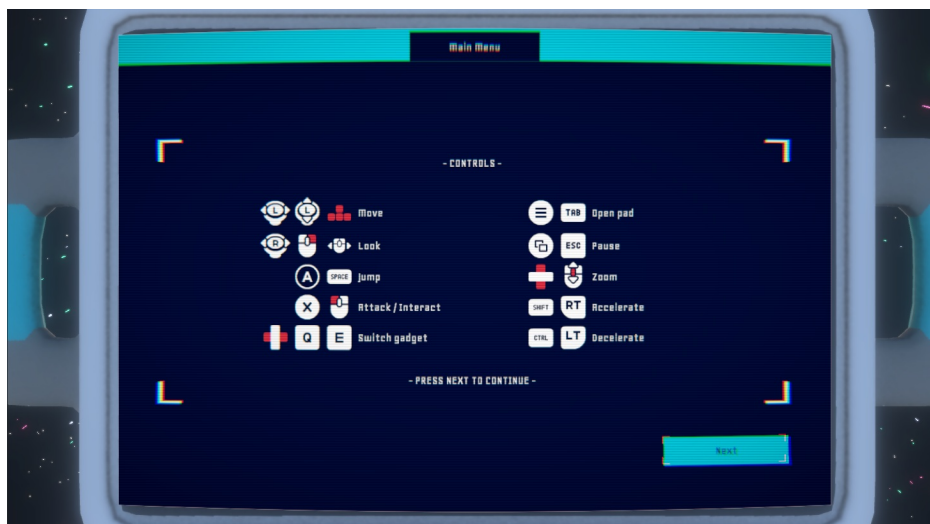 Main Menu
- CONTROLS -
L L Move
R Look
A SPACE Jump
X Attack/Interact
Q E Switch gadget
TAB Open pad
ESC Pause
Zoom
SHIFT RT Accelerate
CTRL LT Decelerate
- PRESS NEXT TO CONTINUE -
Next